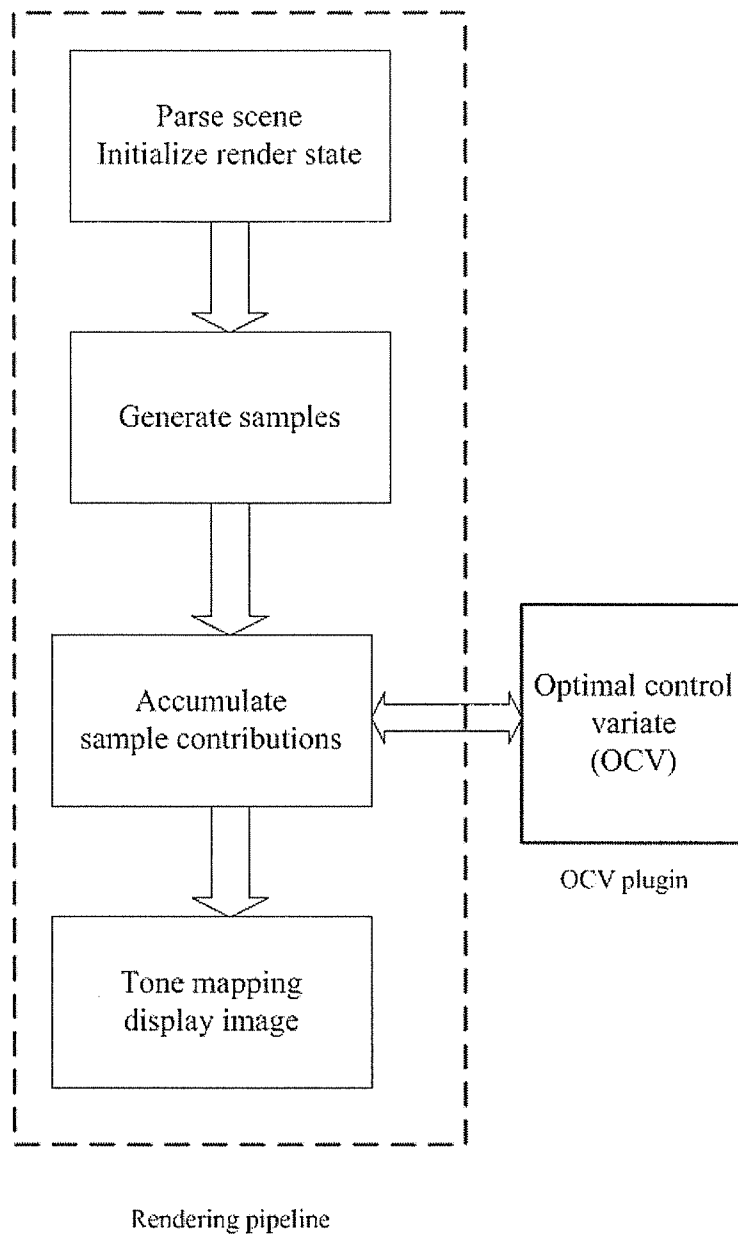 Parse scene
Initialize render state
Generate samples
Accumulate
sample contributions
Optimal control
variate
(OCV)
OCV plugin
Tone mapping
display image
Rendering pipeline